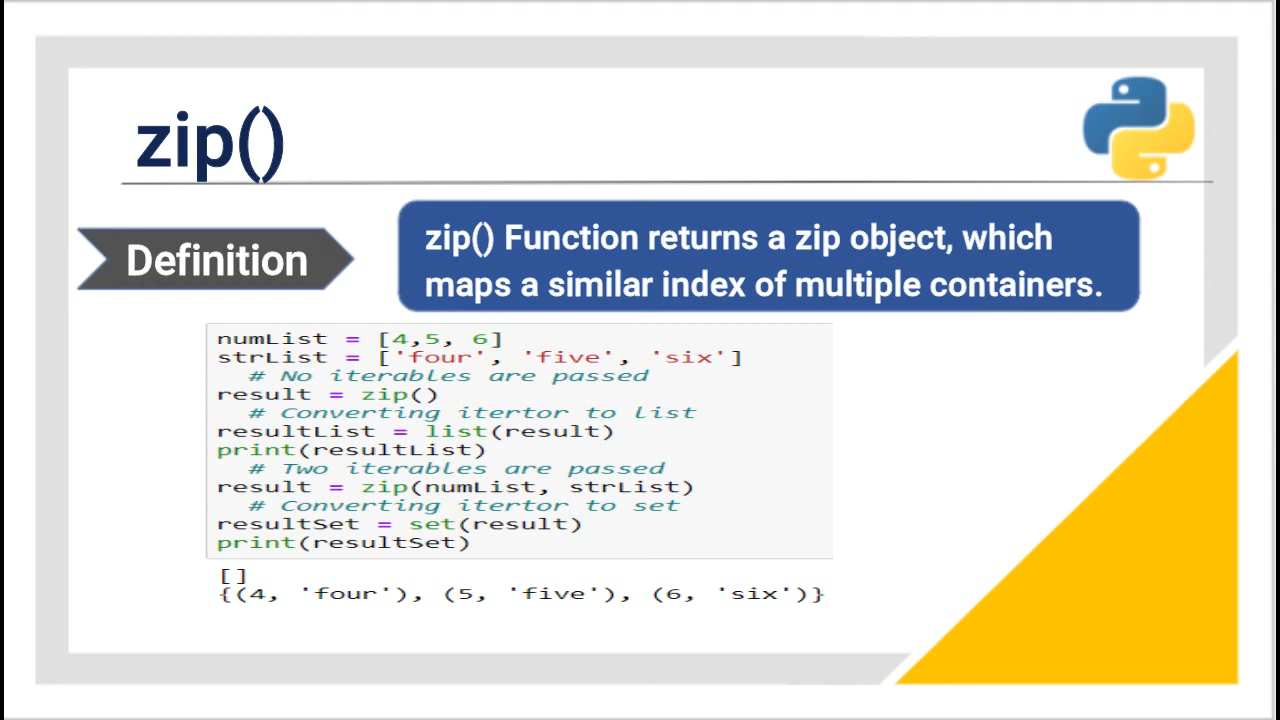 zip()
Definition
zip() Function returns a zip object, which
maps a similar index of multiple containers.
numList = [4,5, 6]
strList = ['four', 'five', 'six']
# No iterables are passed
result = zip()
# Converting itertor to list
resultList = list(result)
print(resultList)
# Two iterables are passed
result = zip(numList, strList)
# Converting itertor to set
resultSet = set(result)
print(resultSet)
[]
{(4, 'four'), (5, 'five'), (6, 'six')}